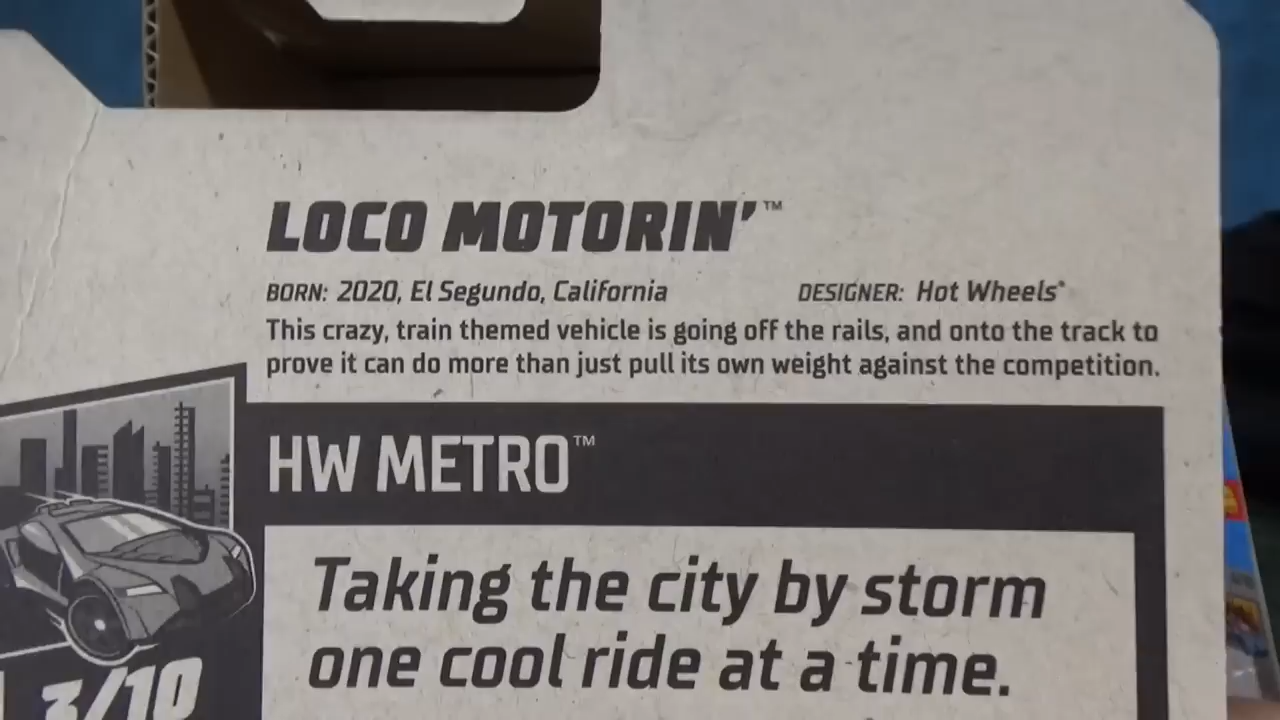 LOCO MOTORIN'™
BORN: 2020, El Segundo, California DESIGNER: Hot Wheels®
This crazy, train themed vehicle is going off the rails, and onto the track to
prove it can do more than just pull its own weight against the competition.
HW METRO™
Taking the city by storm
one cool ride at a time.
3/10